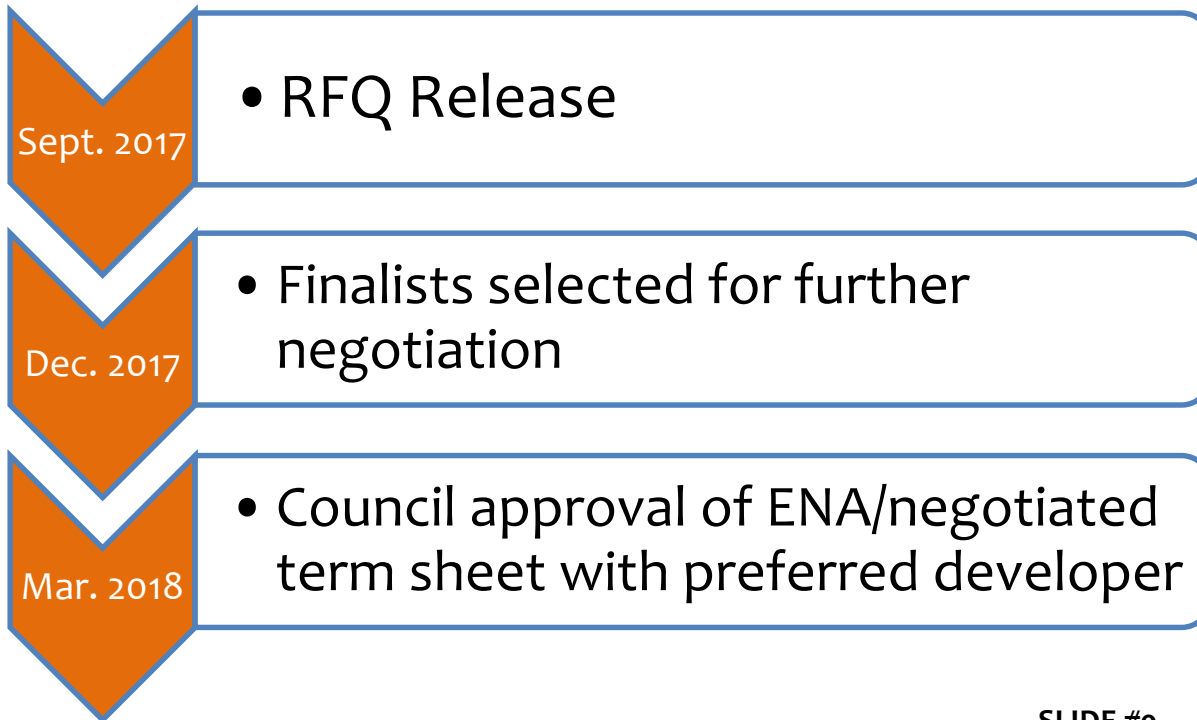 Sept. 2017
• RFQ Release
Dec. 2017
• Finalists selected for further
negotiation
Mar. 2018
• Council approval of ENA/negotiated
term sheet with preferred developer
SLIDE